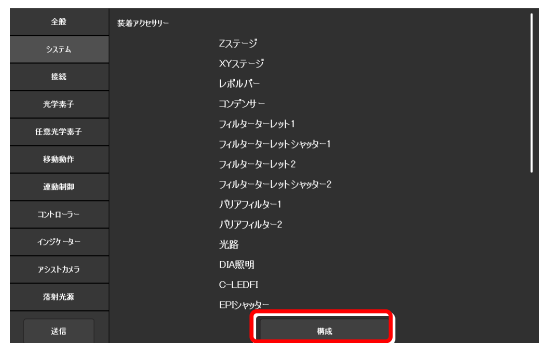 全般
システム
接続
光学素子
任意光学素子
移動動作
連動制御
コントローラー
インジケーター
アシストカメラ
落射光源
送信
装着アクセサリー
Zステージ
XYステージ
レボルバー
コンデンサー
フィルターターレット1
フィルターターレットシャッター1
フィルターターレット2
フィルターターレットシャッター2
バリアフィルター1
バリアフィルター2
光路
DIA照明
C-LEDFI
EPIシャッター
構成